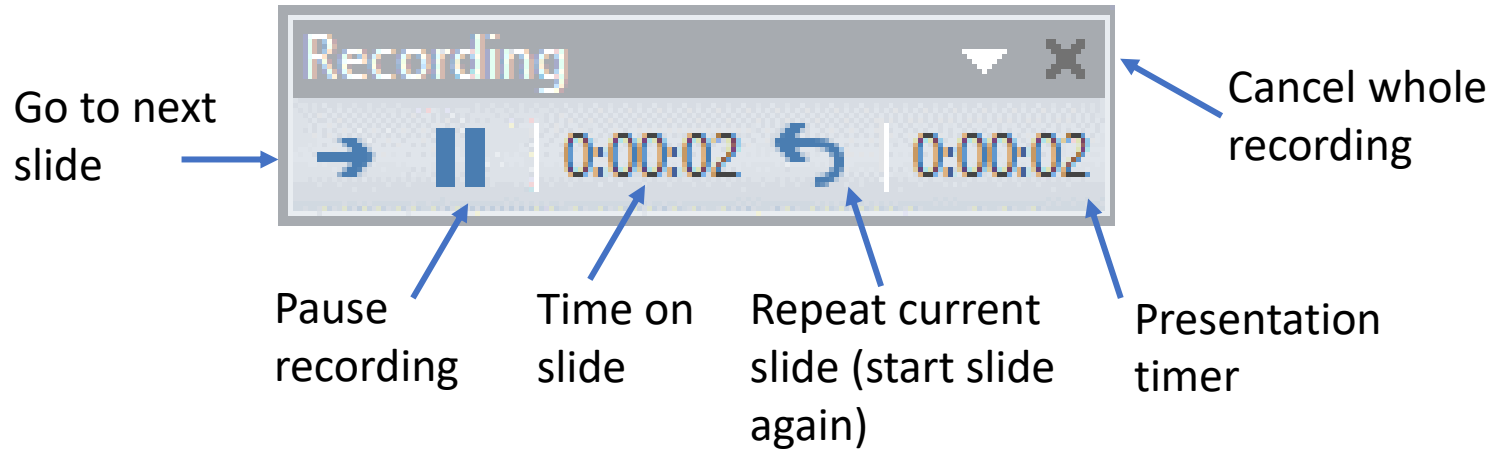 Recording
Go to next
slide
Cancel whole
recording
0:00:02
0:00:02
Pause
recording
Time on
slide
Repeat current
slide (start slide
again)
Presentation
timer